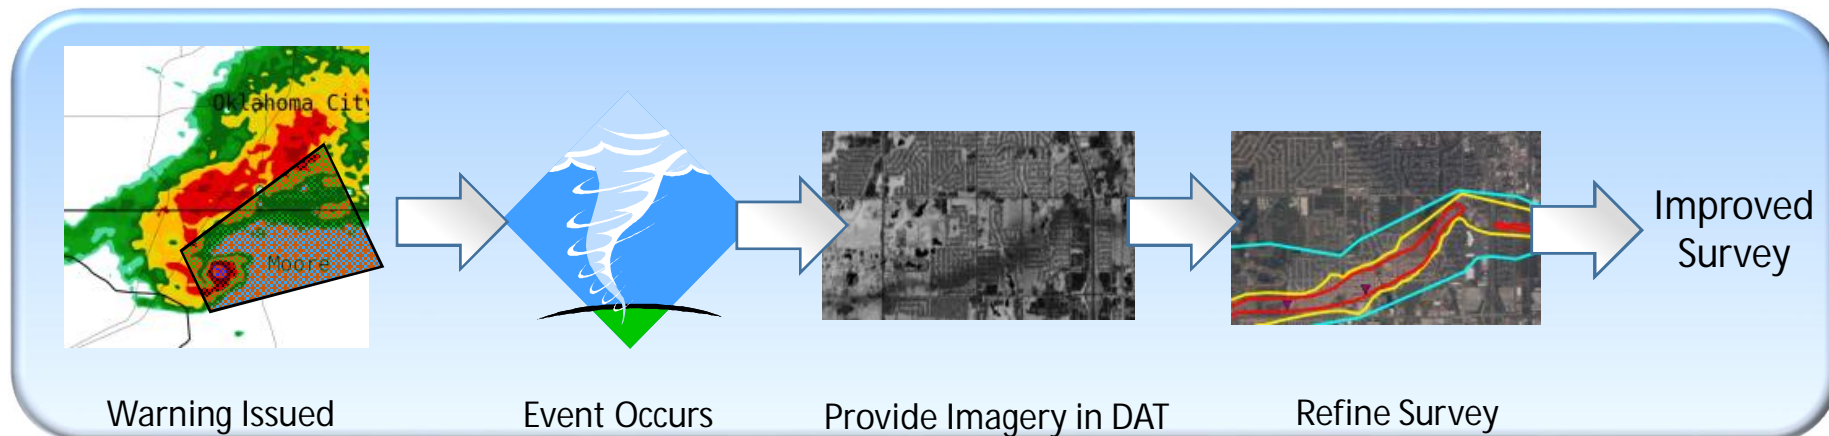 Oklahoma City
Moore
Improved
Survey
Warning Issued
Event Occurs
Provide Imagery in DAT
Refine Survey